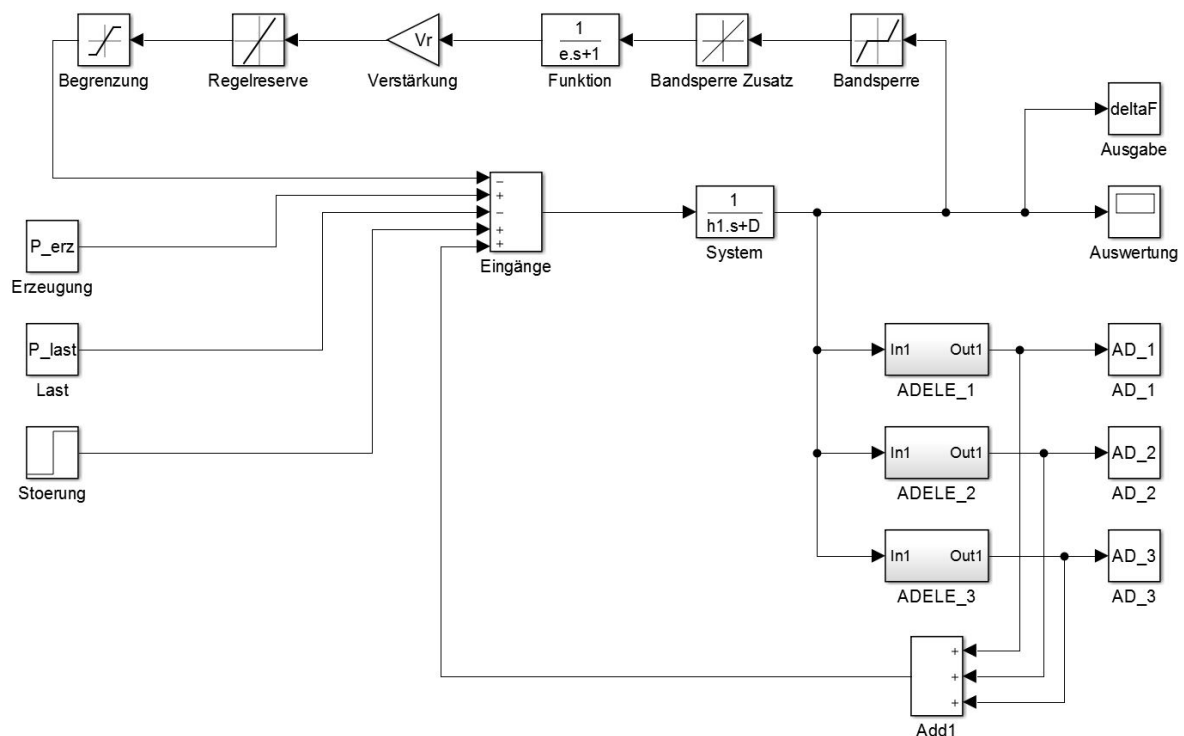 Begrenzung
Regelreserve
Vr
Verstärkung
1
e.s+1
Funktion
Bandsperre Zusatz
Bandsperre
deltaF
Ausgabe
−
+
−
+
+
Eingänge
1
h1.s+D
System
Auswertung
P_erz
Erzeugung
P_last
Last
Stoerung
In1 Out1
ADELE_1
AD_1
AD_1
In1 Out1
ADELE_2
AD_2
AD_2
In1 Out1
ADELE_3
AD_3
AD_3
+
+
+
Add1